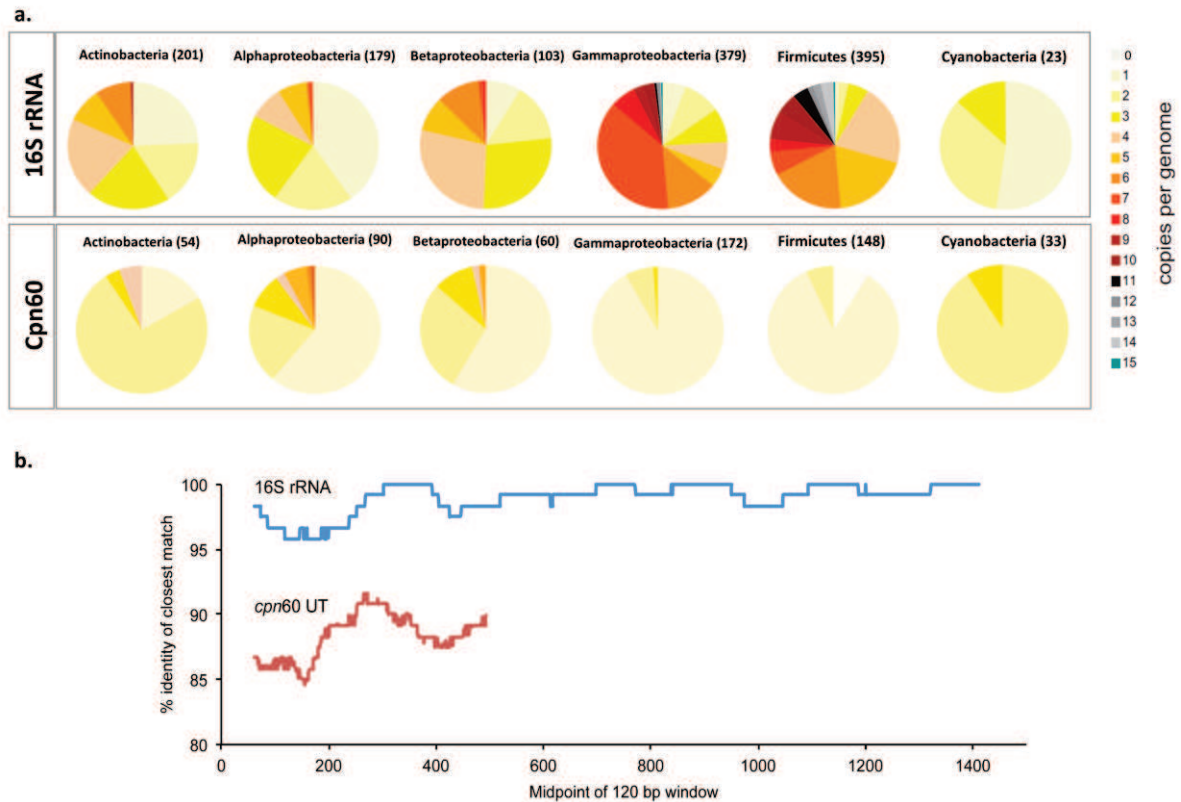 a.
16S rRNA
Actinobacteria (201)
Alphaproteobacteria (179)
Betaproteobacteria (103)
Gammaproteobacteria (379)
Firmicutes (395)
Cyanobacteria (23)
Cpn60
Actinobacteria (54)
Alphaproteobacteria (90)
Betaproteobacteria (60)
Gammaproteobacteria (172)
Firmicutes (148)
Cyanobacteria (33)
0
1
2
3
4
5
6
7
8
9
10
11
12
13
14
15
copies per genome
b.
% identity of closest match
100
95
90
85
80
16S rRNA
cpn60 UT
0
200
400
600
800
1000
1200
1400
Midpoint of 120 bp window